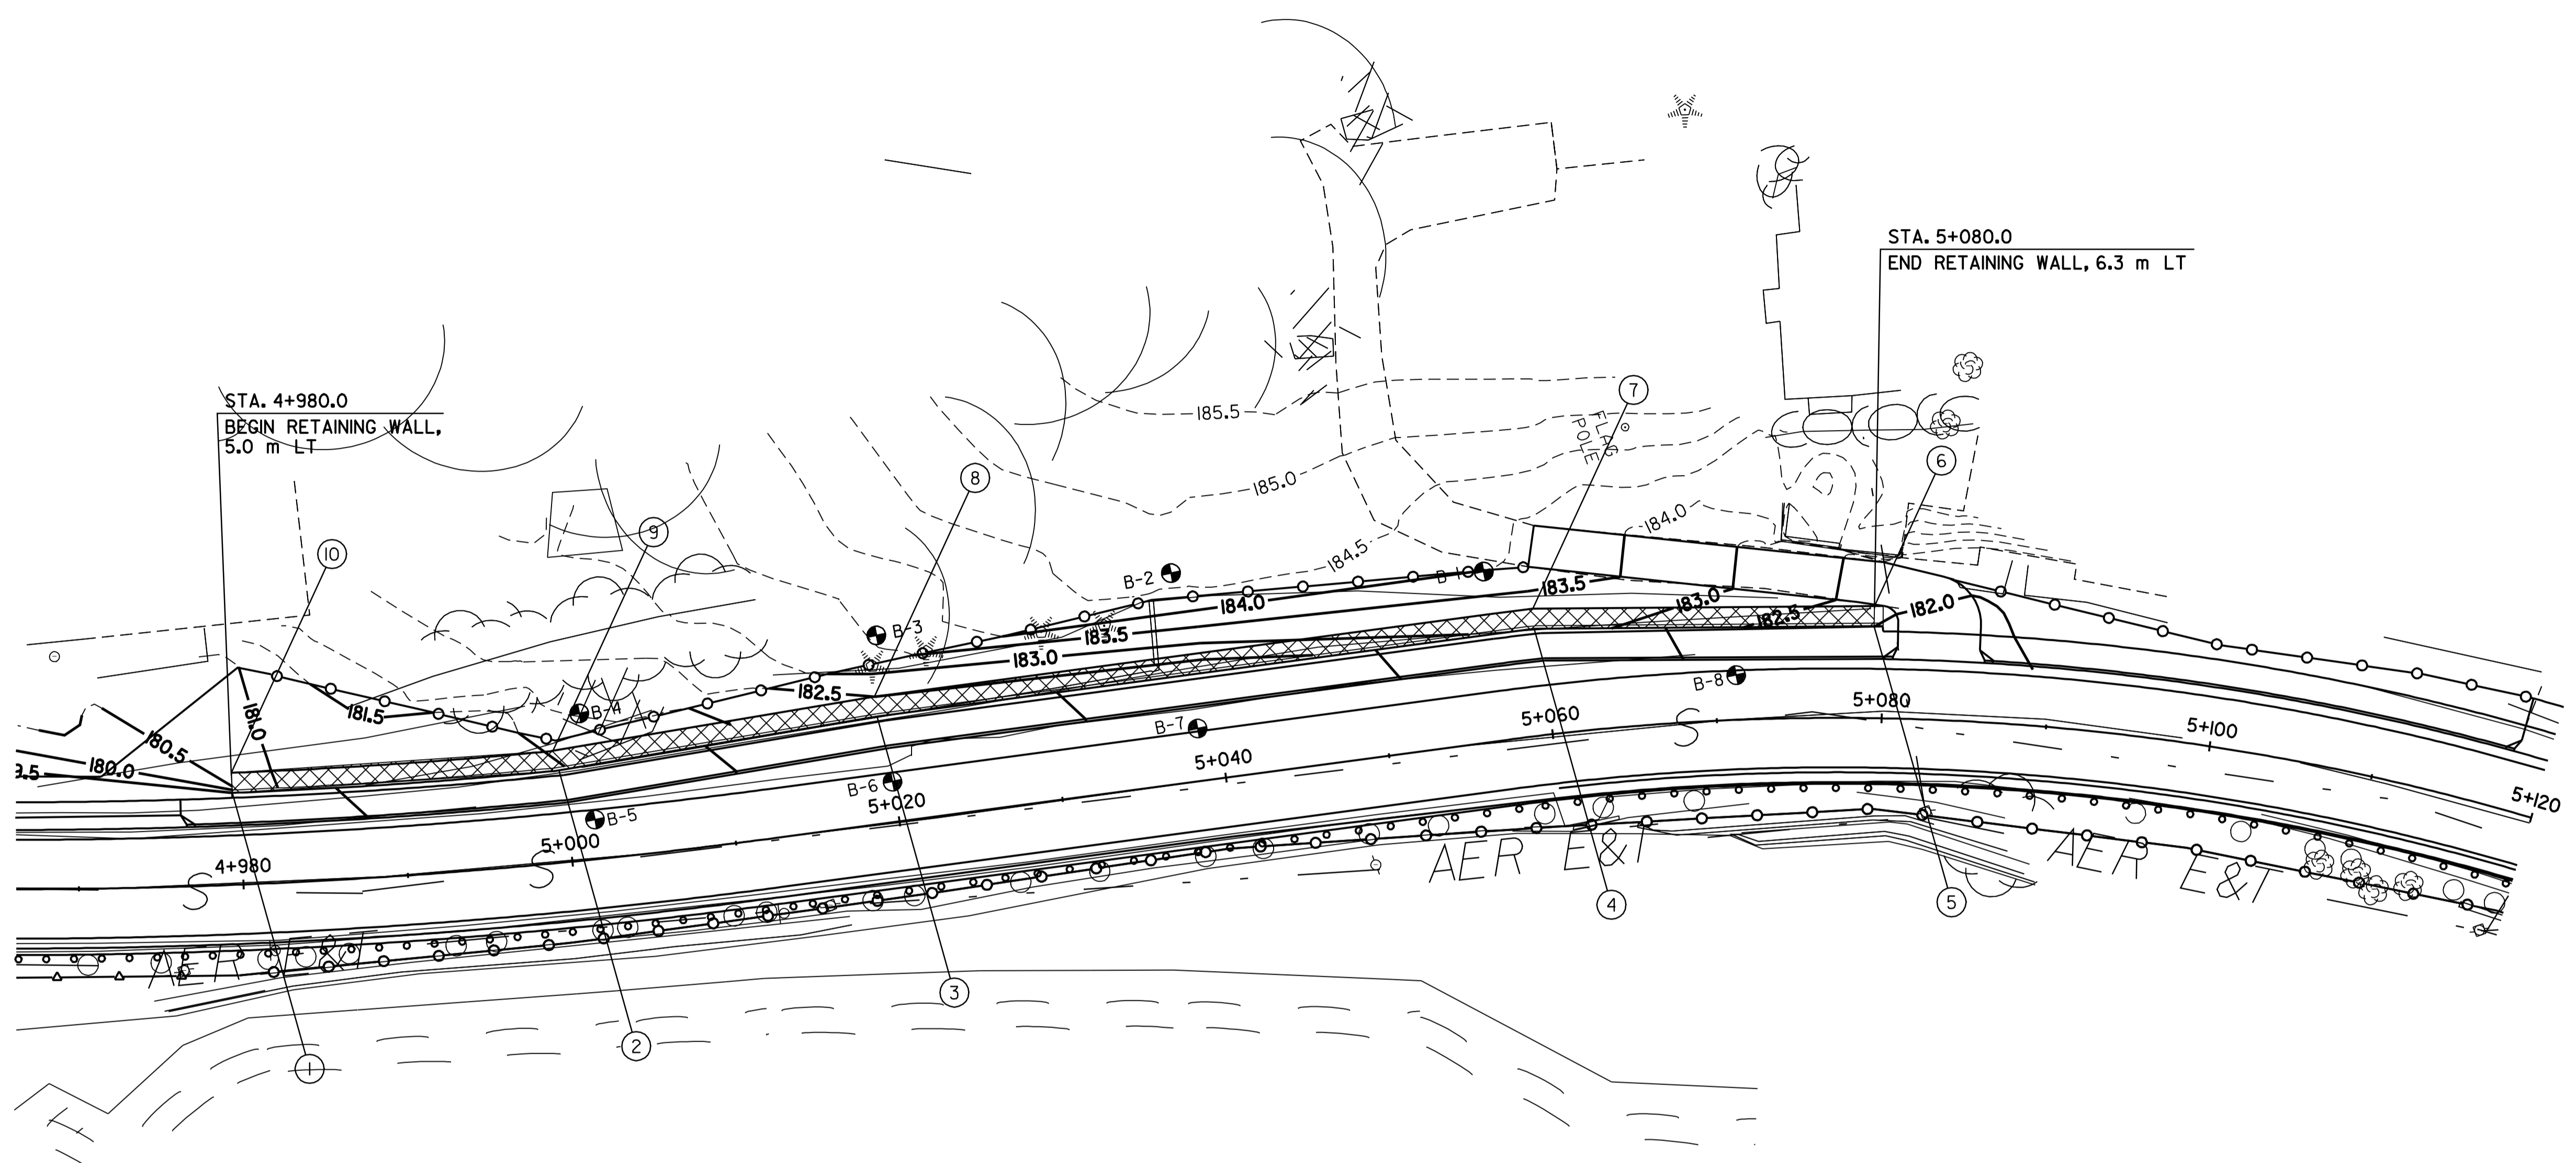 STA. 5+080.0
END RETAINING WALL, 6.3 m LT
STA. 4+980.0
BEGIN RETAINING WALL,
5.0 m LT
185.5
7
FLAG
POLE
6
8
185.0
9
184.0
10
184.5
B-2
B-1
183.5
184.0
183.0
182.0
182.5
B-3
183.5
183.0
B-8
182.5
5+080
181.0
181.5
B-4
5+060
5+100
B-7
180.5
180.0
9.5
5+040
B-6
5+020
5+120
B-5
5+000
4+980
S
S
S
AER E&T
AER E&T
AER E&T
4
5
3
2
1